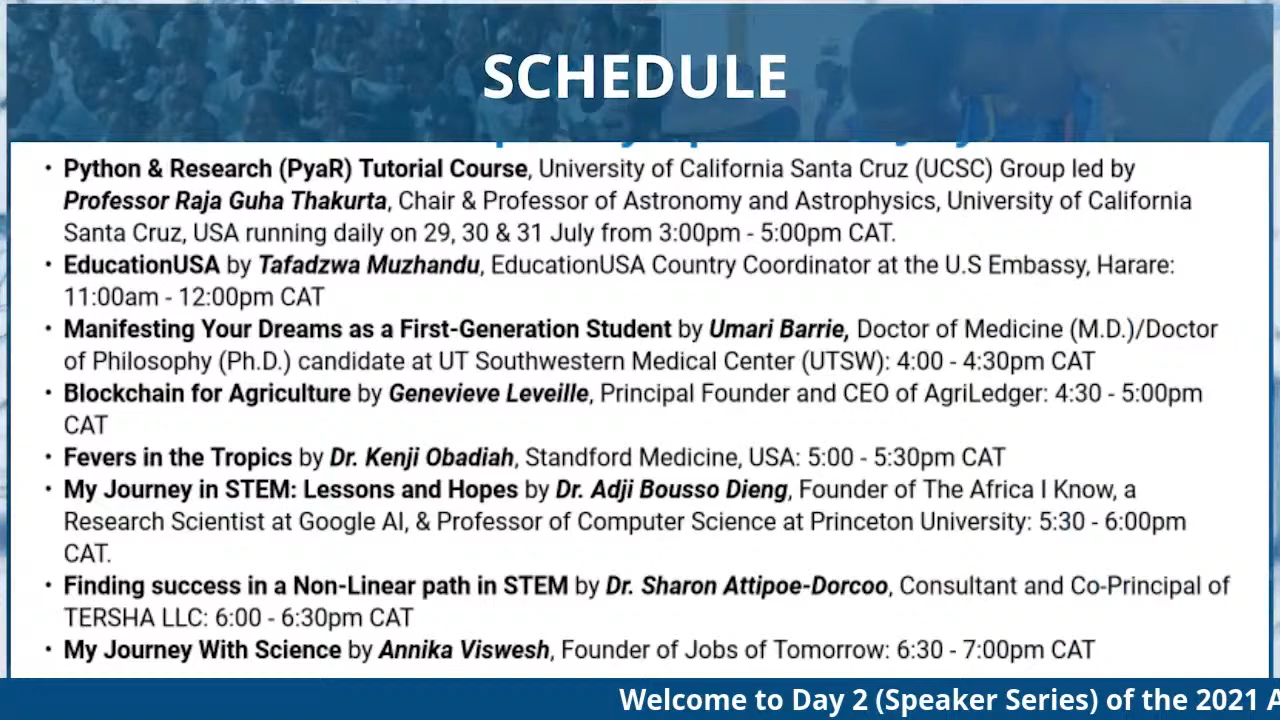 SCHEDULE
• Python & Research (PyaR) Tutorial Course, University of California Santa Cruz (UCSC) Group led by
Professor Raja Guha Thakurta, Chair & Professor of Astronomy and Astrophysics, University of California
Santa Cruz, USA running daily on 29, 30 & 31 July from 3:00pm - 5:00pm CAT.
• EducationUSA by Tafadzwa Muzhandu, EducationUSA Country Coordinator at the U.S Embassy, Harare:
11:00am - 12:00pm CAT
• Manifesting Your Dreams as a First-Generation Student by Umari Barrie, Doctor of Medicine (M.D.)/Doctor
of Philosophy (Ph.D.) candidate at UT Southwestern Medical Center (UTSW): 4:00 - 4:30pm CAT
• Blockchain for Agriculture by Genevieve Leveille, Principal Founder and CEO of AgriLedger: 4:30 - 5:00pm
CAT
• Fevers in the Tropics by Dr. Kenji Obadiah, Standford Medicine, USA: 5:00 - 5:30pm CAT
• My Journey in STEM: Lessons and Hopes by Dr. Adji Bousso Dieng, Founder of The Africa I Know, a
Research Scientist at Google AI, & Professor of Computer Science at Princeton University: 5:30 - 6:00pm
CAT.
• Finding success in a Non-Linear path in STEM by Dr. Sharon Attipoe-Dorcoo, Consultant and Co-Principal of
TERSHA LLC: 6:00 - 6:30pm CAT
• My Journey With Science by Annika Viswesh, Founder of Jobs of Tomorrow: 6:30 - 7:00pm CAT
Welcome to Day 2 (Speaker Series) of the 2021